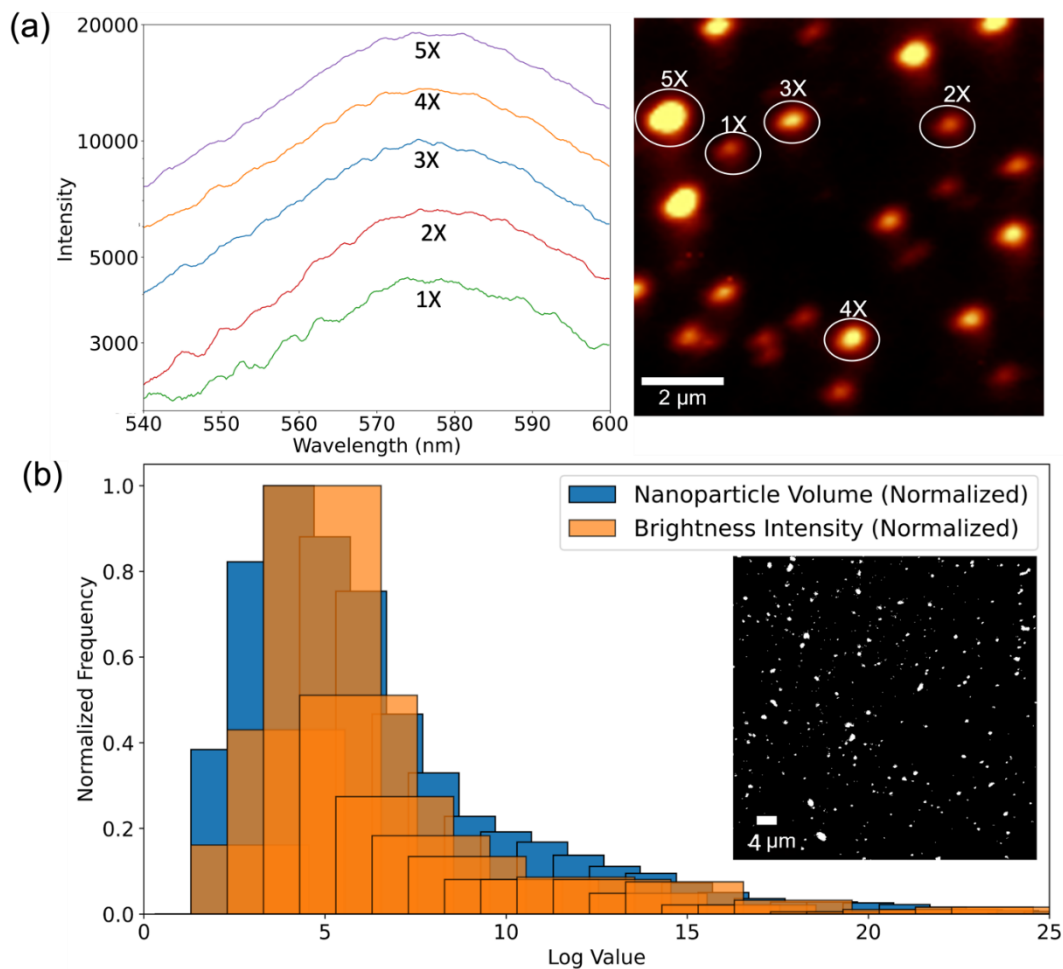 (a)
20000
10000
5000
3000
Intensity
5X
4X
3X
2X
1X
540
550
560
570
580
590
600
Wavelength (nm)
5X
1X
3X
2X
4X
2 μm
(b)
1.0
0.8
0.6
0.4
0.2
0.0
Normalized Frequency
Nanoparticle Volume (Normalized)
Brightness Intensity (Normalized)
4 μm
0
5
10
15
20
25
Log Value